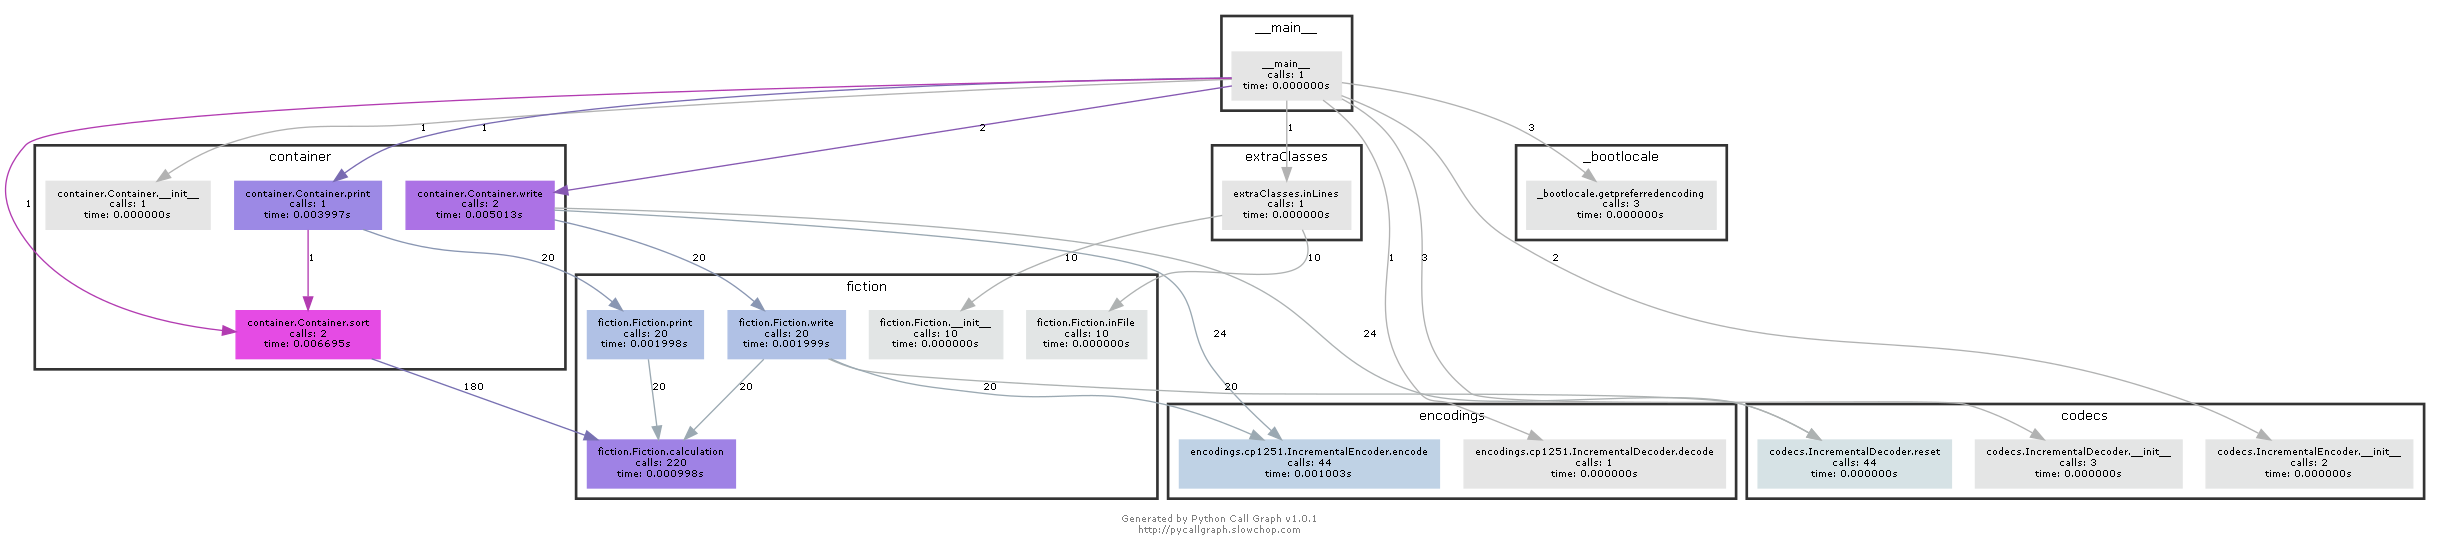 __main__
__main__
calls: 1
time: 0.000000s
1
1
2
1
3
container
extraClasses
_bootlocale
container.Container.__init__
calls: 1
time: 0.000000s
container.Container.print
calls: 1
time: 0.003997s
container.Container.write
calls: 2
time: 0.005013s
extraClasses.inLines
calls: 1
time: 0.000000s
_bootlocale.getpreferredencoding
calls: 3
time: 0.000000s
1
1
20
20
10
10
1
3
2
fiction
container.Container.sort
calls: 2
time: 0.006695s
fiction.Fiction.print
calls: 20
time: 0.001998s
fiction.Fiction.write
calls: 20
time: 0.001999s
fiction.Fiction.__init__
calls: 10
time: 0.000000s
fiction.Fiction.inFile
calls: 10
time: 0.000000s
24
24
180
20
20
20
20
encodings
codecs
fiction.Fiction.calculation
calls: 220
time: 0.000998s
encodings.cp1251.IncrementalEncoder.encode
calls: 44
time: 0.001003s
encodings.cp1251.IncrementalDecoder.decode
calls: 1
time: 0.000000s
codecs.IncrementalDecoder.reset
calls: 44
time: 0.000000s
codecs.IncrementalDecoder.__init__
calls: 3
time: 0.000000s
codecs.IncrementalEncoder.__init__
calls: 2
time: 0.000000s
Generated by Python Call Graph v1.0.1
http://pycallgraph.slowchop.com